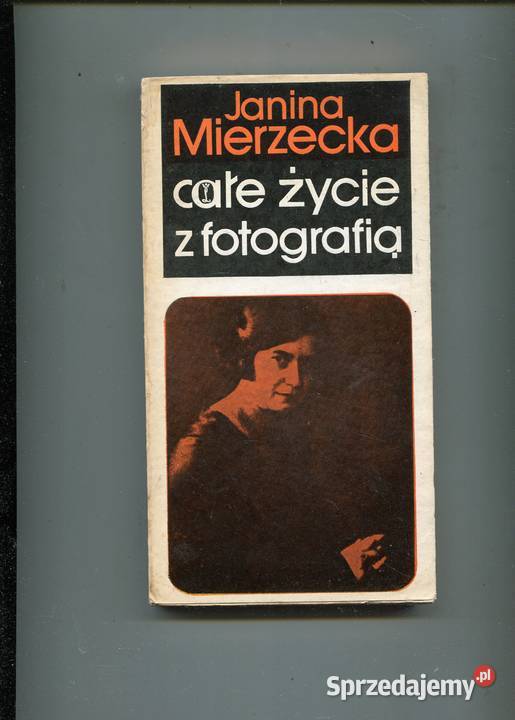 Janina
Mierzecka
całe życie
z fotografią
Sprzedajemy.pl